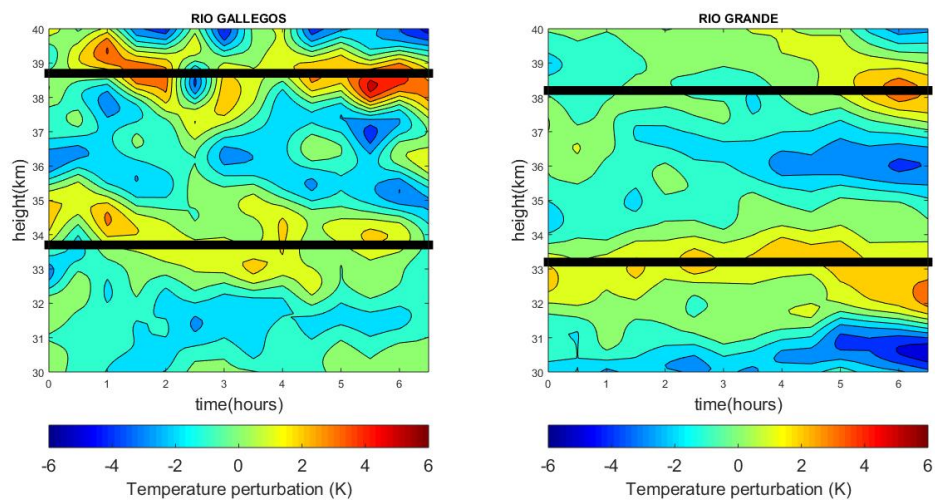 RIO GALLEGOS
40
39
38
37
36
35
34
33
32
31
30
height(km)
0 1 2 3 4 5 6
time(hours)
-6 -4 -2 0 2 4 6
Temperature perturbation (K)
RIO GRANDE
40
39
38
37
36
35
34
33
32
31
30
height(km)
0 1 2 3 4 5 6
time(hours)
-6 -4 -2 0 2 4 6
Temperature perturbation (K)